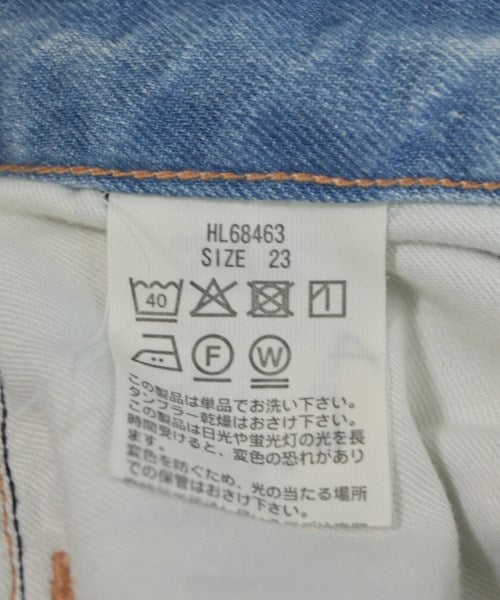 HL68463
SIZE 23
40
F W
この製品は単品でお洗い下さい。
タンブラー乾燥はおさけ下さい。
この製品は日光や蛍光灯の光を長
時間受けると、変色の恐れがあり
ます。
変色を防ぐため、光の当たる場所
での保管はおさけ下さい。